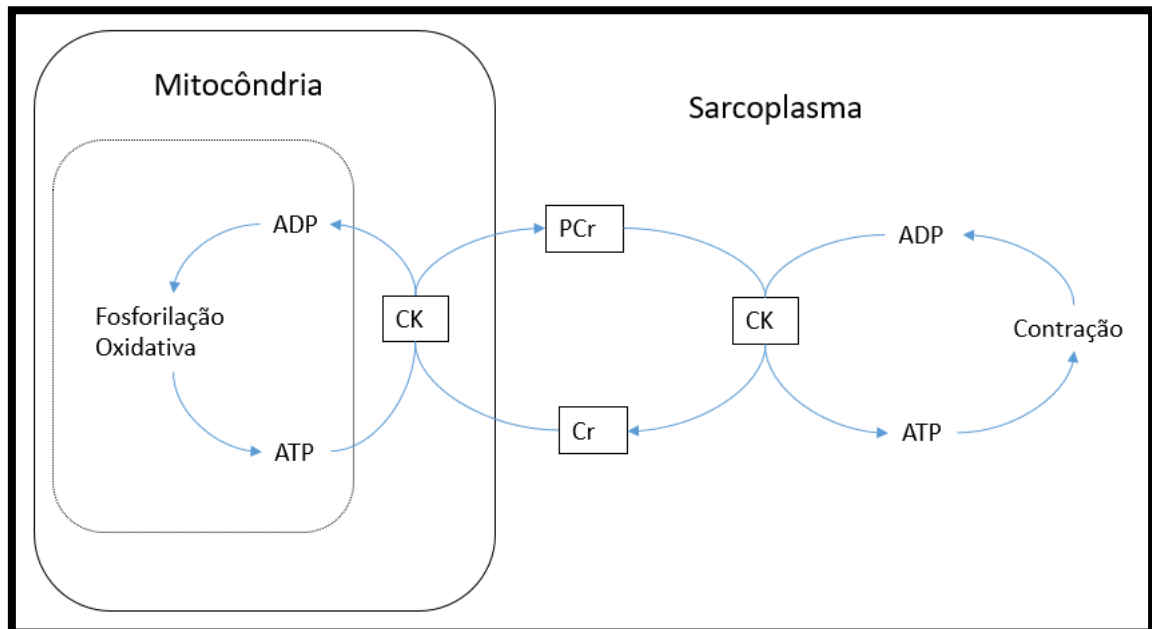 Mitocôndria
Sarcoplasma
ADP
PCr
ADP
Fosforilação
Oxidativa
CK
CK
Contração
ATP
Cr
ATP